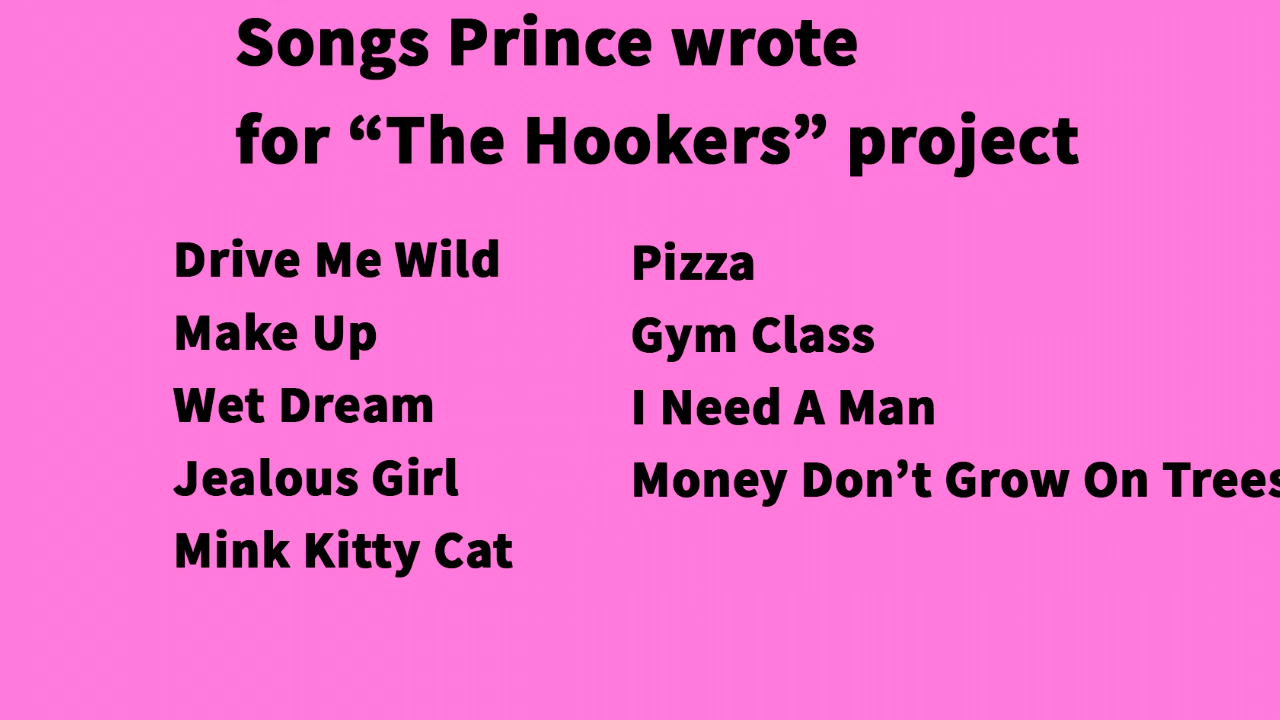 Songs Prince wrote
for “The Hookers” project
Drive Me Wild
Make Up
Wet Dream
Jealous Girl
Mink Kitty Cat
Pizza
Gym Class
I Need A Man
Money Don’t Grow On Trees